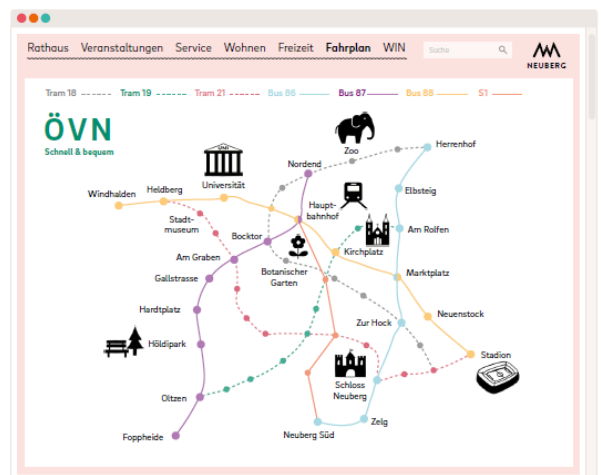 Rathaus Veranstaltungen Service Wohnen Freizeit Fahrplan WIN
Suche
NEUBERG
Tram 18 Tram 19 Tram 21 Bus 86 Bus 87 Bus 88 S1
ÖVN
Schnell & bequem
Zoo
Herrenhof
Nordend
Universität
Windhalden
Heldberg
Elbsteig
Haupt-
bahnhof
Stadt-
museum
Bocktor
Am Rolfen
Kirchplatz
Am Graben
Botanischer
Garten
Gallstrasse
Marktplatz
Hardtplatz
Zur Hock
Neuenstock
Höldipark
Stadion
Schloss
Neuberg
Oltzen
Zelg
Neuberg Süd
Foppheide